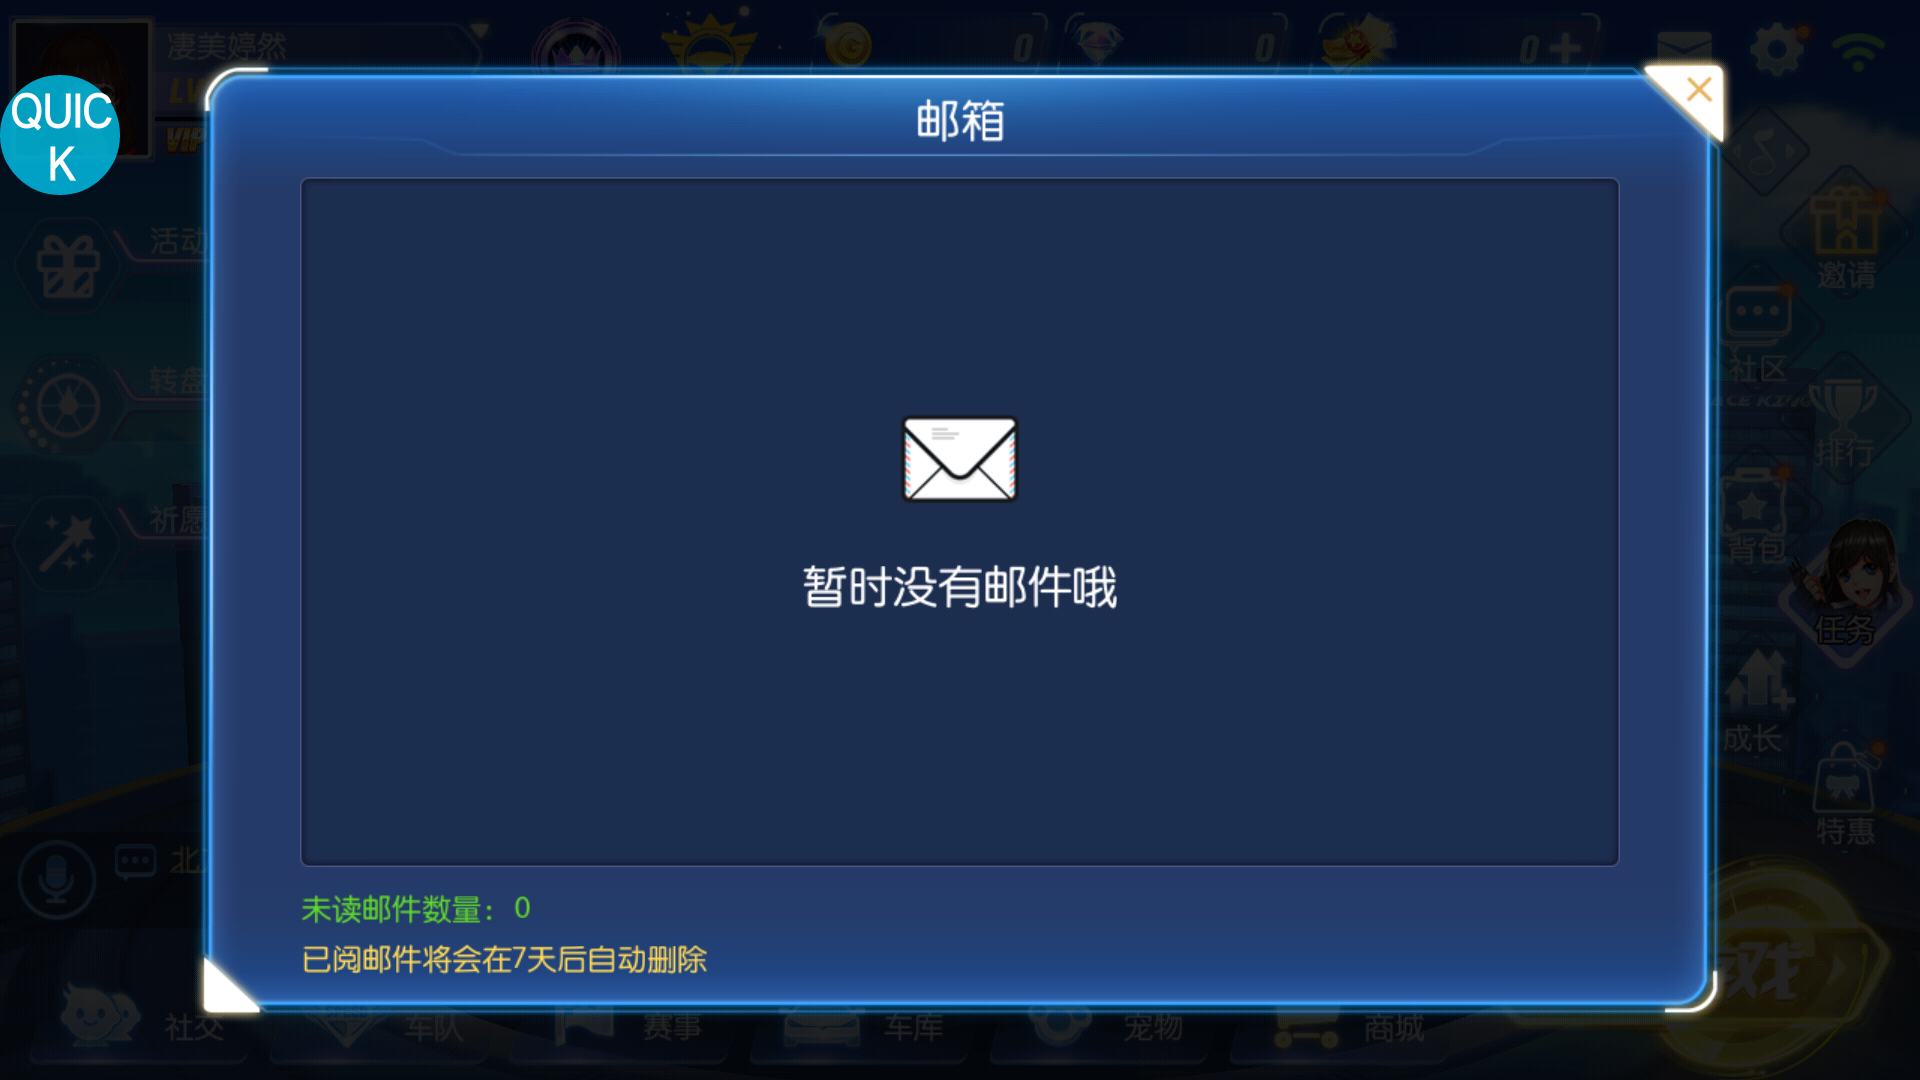 凄美婷然
LV
VIP
0
0
0
QUIC
K
邮箱
活动
转盘
祈愿
邀请
社区
排行
背包
任务
成长
特惠
暂时没有邮件哦
北
未读邮件数量：0
已阅邮件将会在7天后自动删除
戏
社交
车队
赛事
车库
宠物
商城